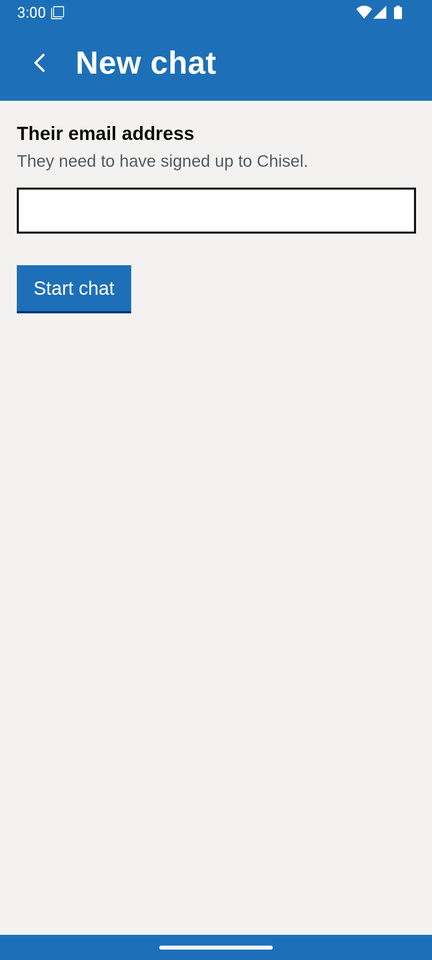 3:00
New chat
Their email address
They need to have signed up to Chisel.
Start chat